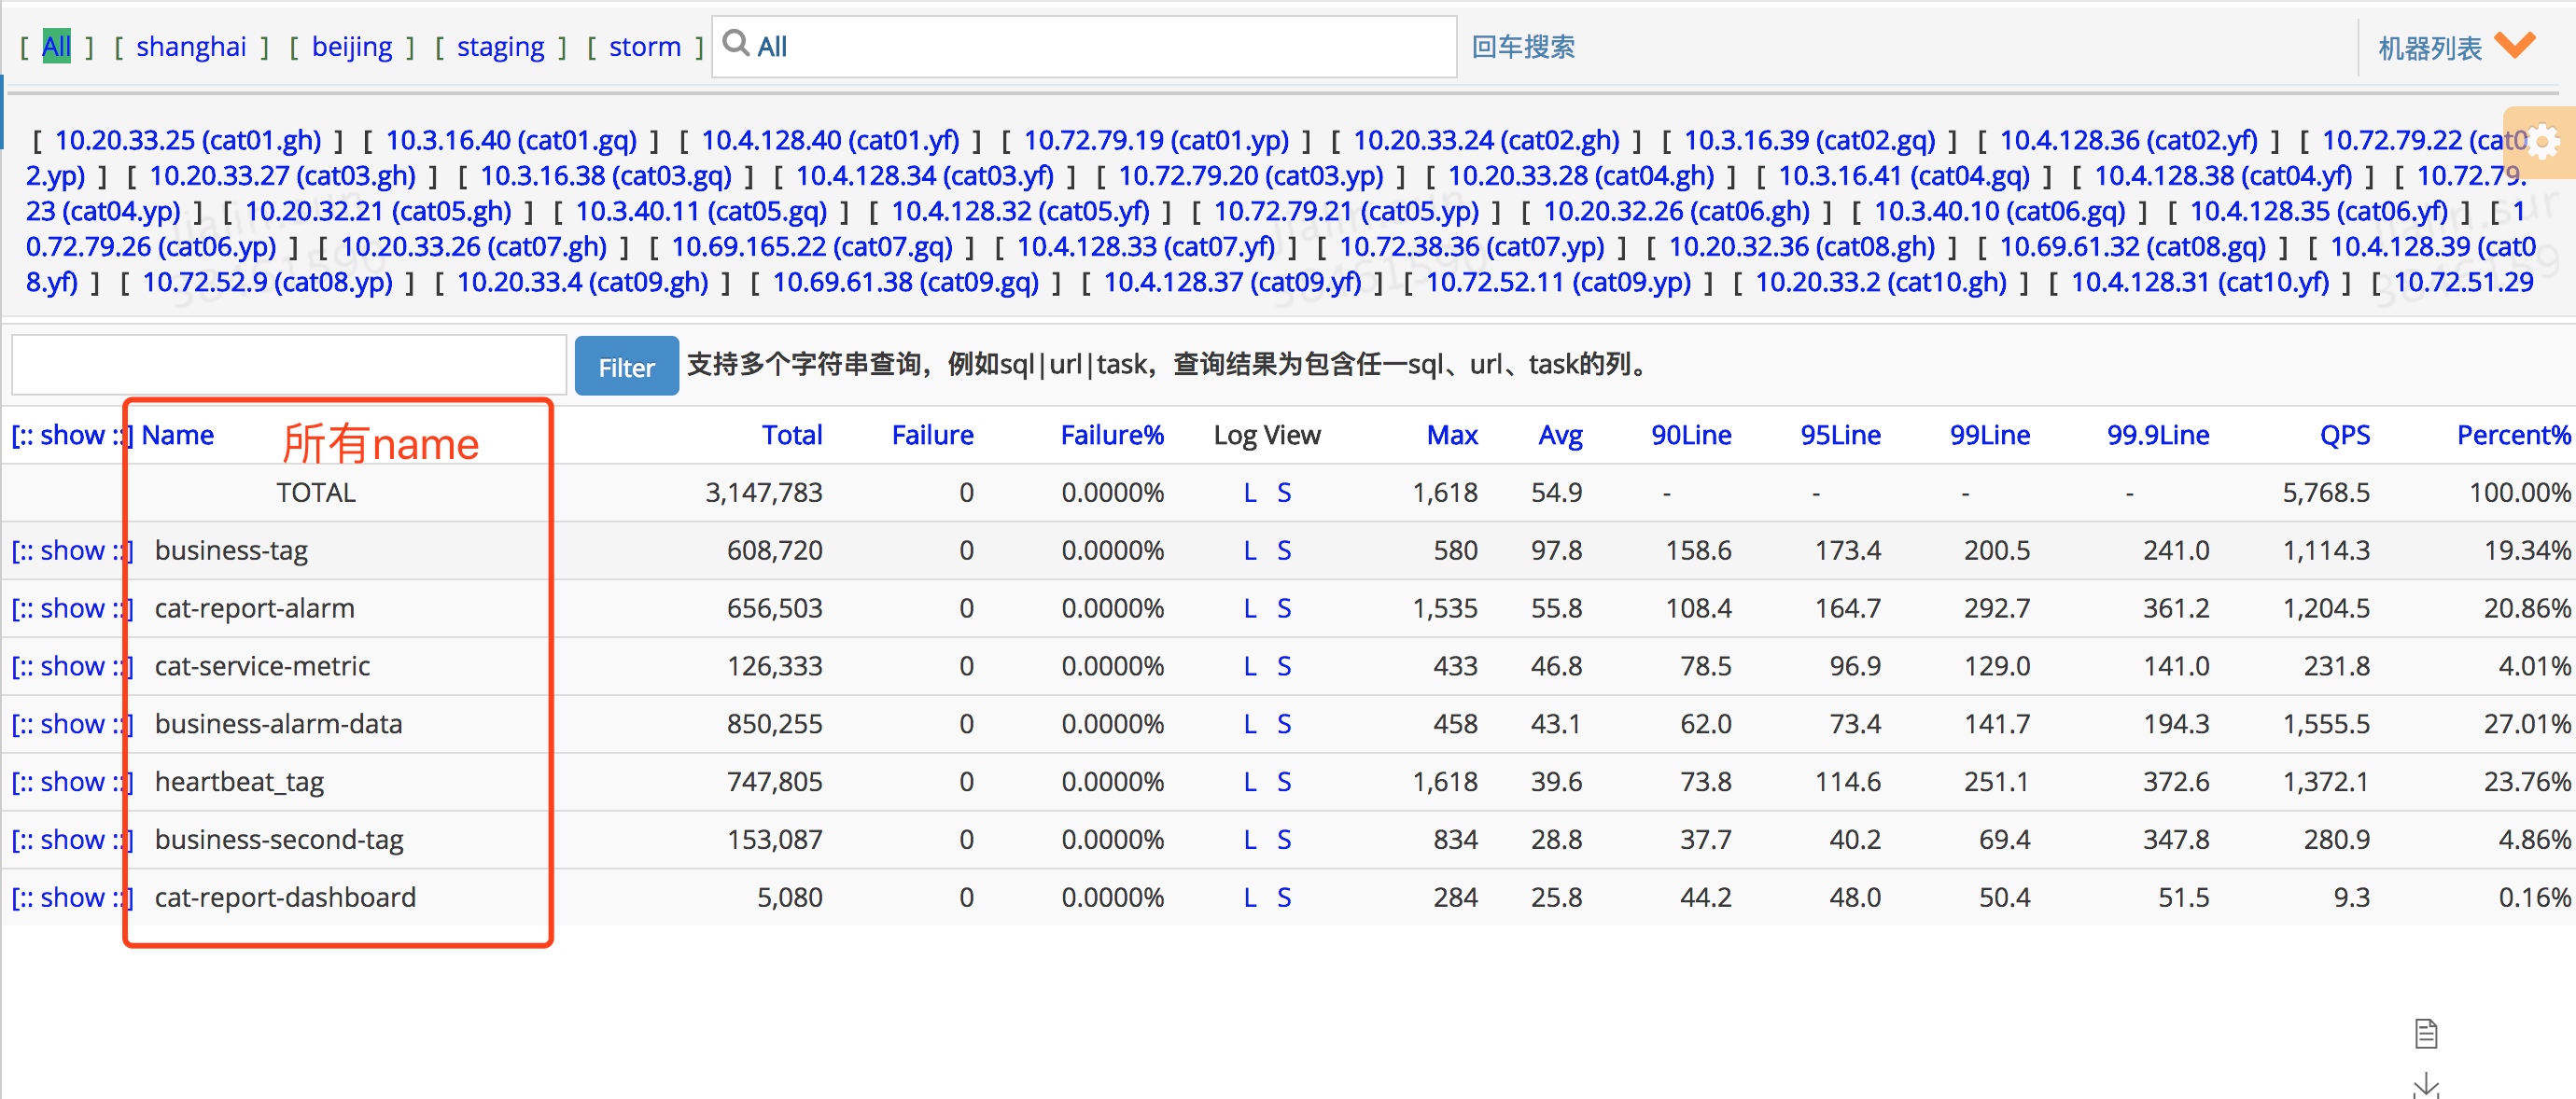 [ All ] [ shanghai ] [ beijing ] [ staging ] [ storm ] All 回车搜索 机器列表
[ 10.20.33.25 (cat01.gh) ] [ 10.3.16.40 (cat01.gq) ] [ 10.4.128.40 (cat01.yf) ] [ 10.72.79.19 (cat01.yp) ] [ 10.20.33.24 (cat02.gh) ] [ 10.3.16.39 (cat02.gq) ] [ 10.4.128.36 (cat02.yf) ] [ 10.72.79.22 (cat0
2.yp) ] [ 10.20.33.27 (cat03.gh) ] [ 10.3.16.38 (cat03.gq) ] [ 10.4.128.34 (cat03.yf) ] [ 10.72.79.20 (cat03.yp) ] [ 10.20.33.28 (cat04.gh) ] [ 10.3.16.41 (cat04.gq) ] [ 10.4.128.38 (cat04.yf) ] [ 10.72.79.
23 (cat04.yp) ] [ 10.20.32.21 (cat05.gh) ] [ 10.3.40.11 (cat05.gq) ] [ 10.4.128.32 (cat05.yf) ] [ 10.72.79.21 (cat05.yp) ] [ 10.20.32.26 (cat06.gh) ] [ 10.3.40.10 (cat06.gq) ] [ 10.4.128.35 (cat06.yf) ] [ 1
0.72.79.26 (cat06.yp) ] [ 10.20.33.26 (cat07.gh) ] [ 10.69.165.22 (cat07.gq) ] [ 10.4.128.33 (cat07.yf) ] [ 10.72.38.36 (cat07.yp) ] [ 10.20.32.36 (cat08.gh) ] [ 10.69.61.32 (cat08.gq) ] [ 10.4.128.39 (cat0
8.yf) ] [ 10.72.52.9 (cat08.yp) ] [ 10.20.33.4 (cat09.gh) ] [ 10.69.61.38 (cat09.gq) ] [ 10.4.128.37 (cat09.yf) ] [ 10.72.52.11 (cat09.yp) ] [ 10.20.33.2 (cat10.gh) ] [ 10.4.128.31 (cat10.yf) ] [ 10.72.51.29
Filter 支持多个字符串查询，例如sql|url|task，查询结果为包含任一sql、url、task的列。
[:: show ::] Name 所有name Total Failure Failure% Log View Max Avg 90Line 95Line 99Line 99.9Line QPS Percent%
TOTAL 3,147,783 0 0.0000% L S 1,618 54.9 - - - - 5,768.5 100.00%
[:: show ::] business-tag 608,720 0 0.0000% L S 580 97.8 158.6 173.4 200.5 241.0 1,114.3 19.34%
[:: show ::] cat-report-alarm 656,503 0 0.0000% L S 1,535 55.8 108.4 164.7 292.7 361.2 1,204.5 20.86%
[:: show ::] cat-service-metric 126,333 0 0.0000% L S 433 46.8 78.5 96.9 129.0 141.0 231.8 4.01%
[:: show ::] business-alarm-data 850,255 0 0.0000% L S 458 43.1 62.0 73.4 141.7 194.3 1,555.5 27.01%
[:: show ::] heartbeat_tag 747,805 0 0.0000% L S 1,618 39.6 73.8 114.6 251.1 372.6 1,372.1 23.76%
[:: show ::] business-second-tag 153,087 0 0.0000% L S 834 28.8 37.7 40.2 69.4 347.8 280.9 4.86%
[:: show ::] cat-report-dashboard 5,080 0 0.0000% L S 284 25.8 44.2 48.0 50.4 51.5 9.3 0.16%